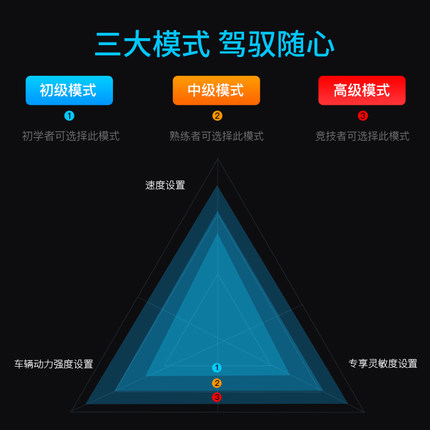 三大模式 驾驭随心
初级模式 中级模式 高级模式
1 2 3
初学者可选择此模式 熟练者可选择此模式 竞技者可选择此模式
速度设置
车辆动力强度设置 专享灵敏度设置
1
2
3